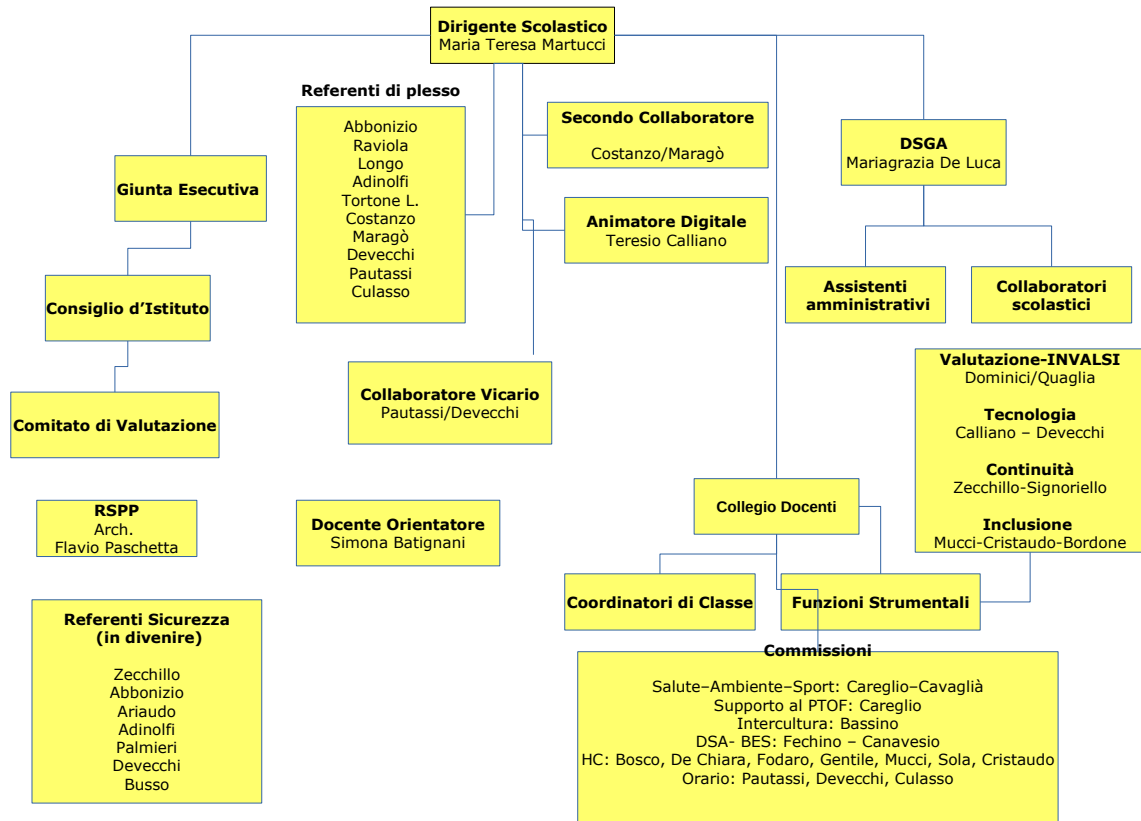 Dirigente Scolastico
Maria Teresa Martucci
Referenti di plesso
Abbonizio
Raviola
Longo
Adinolfi
Tortone L.
Costanzo
Maragò
Devecchi
Pautassi
Culasso
Secondo Collaboratore
Costanzo/Maragò
DSGA
Mariagrazia De Luca
Giunta Esecutiva
Animatore Digitale
Teresio Calliano
Consiglio d’Istituto
Assistenti
amministrativi
Collaboratori
scolastici
Comitato di Valutazione
Collaboratore Vicario
Pautassi/Devecchi
Valutazione-INVALSI
Dominici/Quaglia
Tecnologia
Calliano – Devecchi
Continuità
Zecchillo-Signoriello
Inclusione
Mucci-Cristaudo-Bordone
RSPP
Arch.
Flavio Paschetta
Docente Orientatore
Simona Batignani
Collegio Docenti
Coordinatori di Classe
Funzioni Strumentali
Referenti Sicurezza
(in divenire)
Zecchillo
Abbonizio
Ariaudo
Adinolfi
Palmieri
Devecchi
Busso
Commissioni
Salute–Ambiente–Sport: Careglio–Cavaglià
Supporto al PTOF: Careglio
Intercultura: Bassino
DSA- BES: Fechino – Canavesio
HC: Bosco, De Chiara, Fodaro, Gentile, Mucci, Sola, Cristaudo
Orario: Pautassi, Devecchi, Culasso